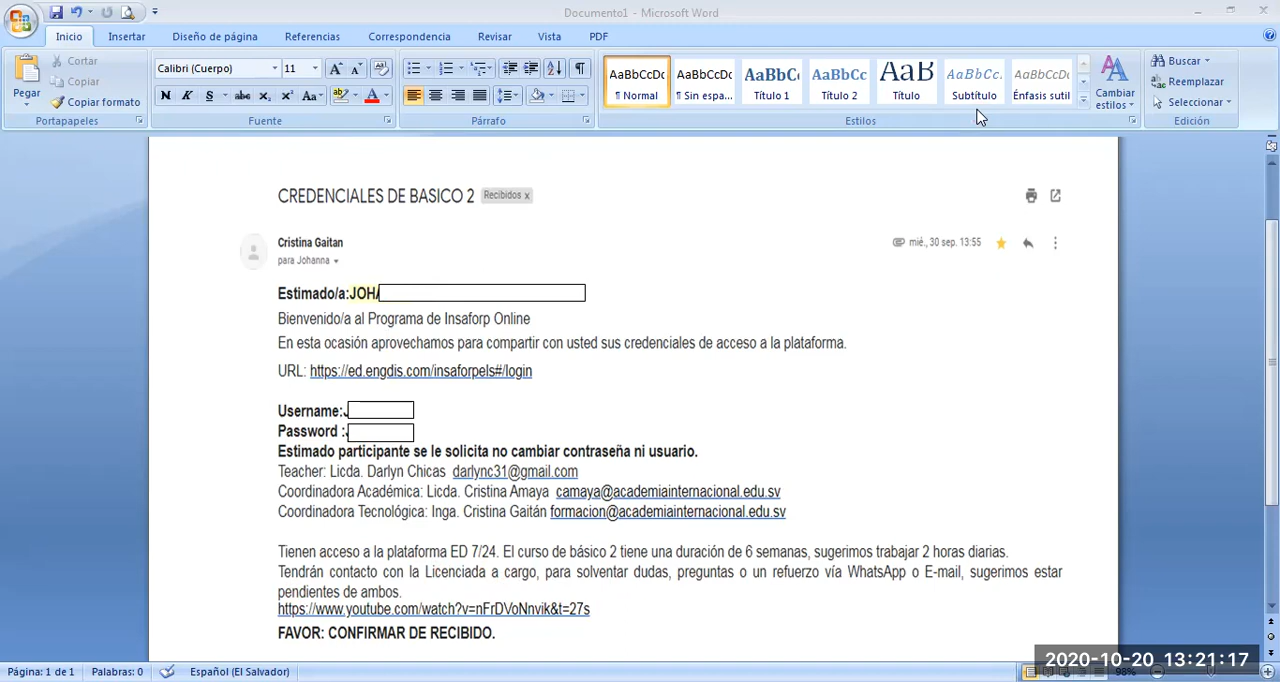 Documento1 - Microsoft Word
Inicio Insertar Diseño de página Referencias Correspondencia Revisar Vista PDF
Pegar
Cortar
Copiar
Copiar formato
Portapapeles
Calibri (Cuerpo) 11
N K S abc x₂ x² Aa
Fuente
Párrafo
AaBbCcDc AaBbCcDc AaBbCc AaBbCc AaB AaBbCc. AaBbCcDc
¶ Normal ¶ Sin espa... Título 1 Título 2 Título Subtítulo Énfasis sutil
Cambiar estilos
Estilos
Buscar
Reemplazar
Seleccionar
Edición
CREDENCIALES DE BASICO 2 Recibidos x
Cristina Gaitan mié., 30 sep. 13:55
para Johanna
Estimado/a:JOHA
Bienvenido/a al Programa de Insaforp Online
En esta ocasión aprovechamos para compartir con usted sus credenciales de acceso a la plataforma.
URL: https://ed.engdis.com/insaforpels#/login
Username:
Password :
Estimado participante se le solicita no cambiar contraseña ni usuario.
Teacher: Licda. Darlyn Chicas darlync31@gmail.com
Coordinadora Académica: Licda. Cristina Amaya camaya@academiainternacional.edu.sv
Coordinadora Tecnológica: Inga. Cristina Gaitán formacion@academiainternacional.edu.sv
Tienen acceso a la plataforma ED 7/24. El curso de básico 2 tiene una duración de 6 semanas, sugerimos trabajar 2 horas diarias.
Tendrán contacto con la Licenciada a cargo, para solventar dudas, preguntas o un refuerzo vía WhatsApp o E-mail, sugerimos estar
pendientes de ambos.
https://www.youtube.com/watch?v=nFrDVoNnvik&t=27s
FAVOR: CONFIRMAR DE RECIBIDO.
2020-10-20 13:21:17
Página: 1 de 1 Palabras: 0 Español (El Salvador) 98%